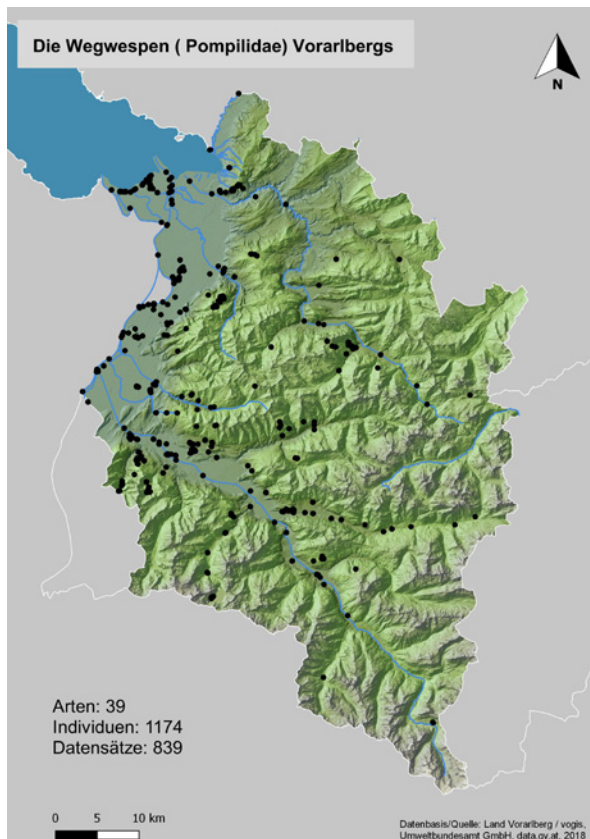 Die Wegwespen ( Pompilidae) Vorarlbergs
N
Arten: 39
Individuen: 1174
Datensätze: 839
0 5 10 km
Datenbasis/Quelle: Land Vorarlberg / vogis,
Umweltbundesamt GmbH, data.gv.at, 2018